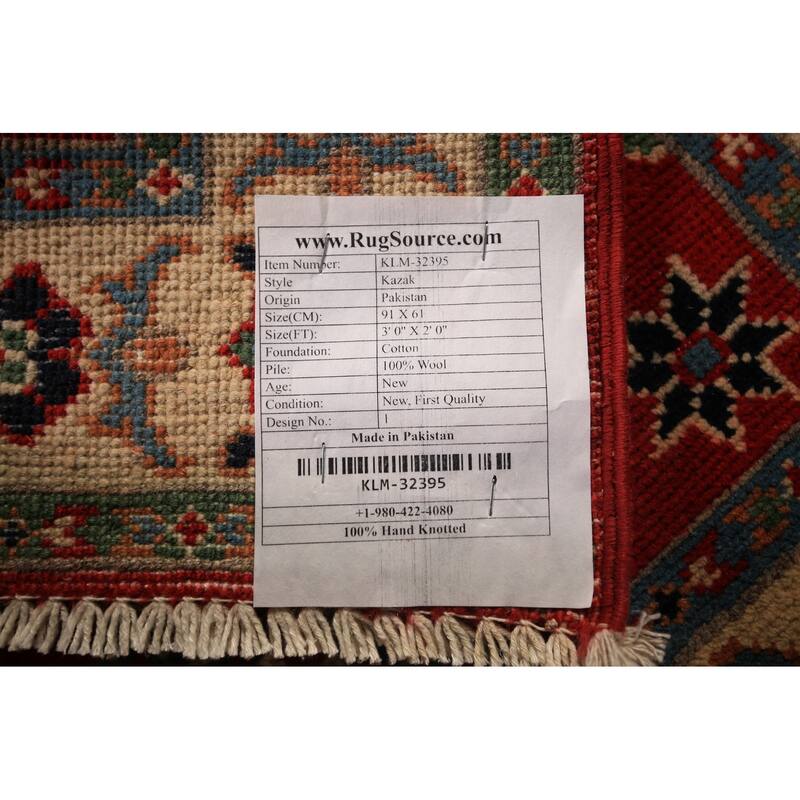 www.RugSource.com
Item Number: KLM-32395
Style Kazak
Origin Pakistan
Size(CM): 91 X 61
Size(FT): 3' 0" X 2' 0"
Foundation: Cotton
Pile: 100% Wool
Age: New
Condition: New, First Quality
Design No.: 1
Made in Pakistan
KLM-32395
+1-980-422-4080
100% Hand Knotted